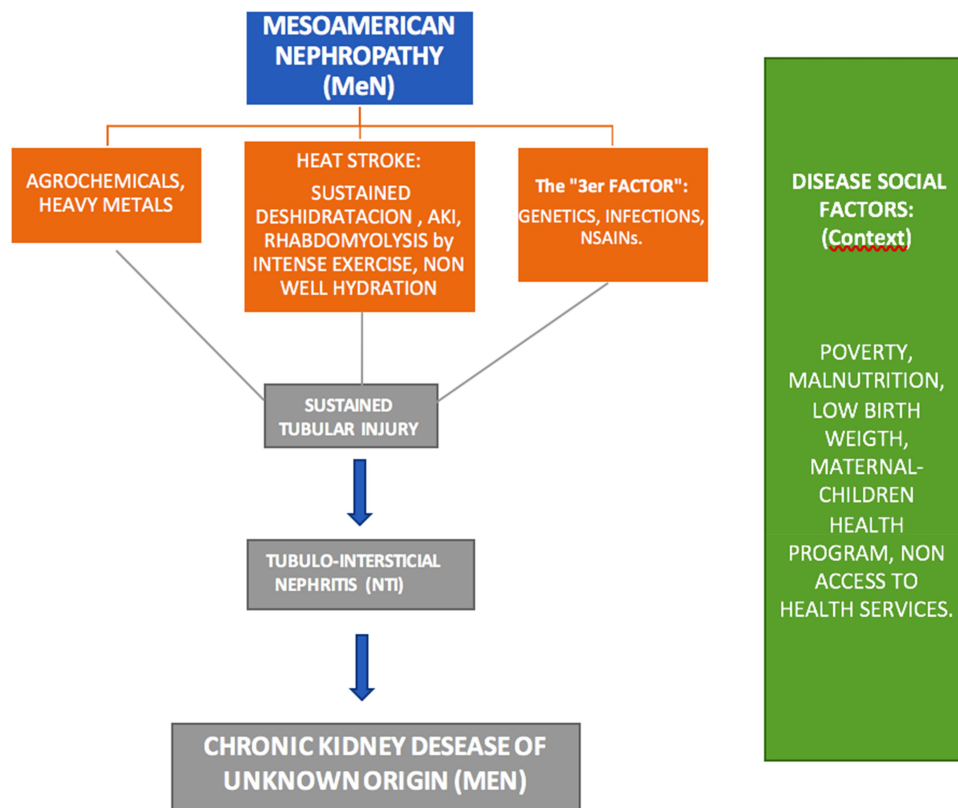 MESOAMERICAN
NEPHROPATHY
(MeN)
AGROCHEMICALS,
HEAVY METALS
HEAT STROKE:
SUSTAINED
DESHIDRATACION , AKI,
RHABDOMYOLYSIS by
INTENSE EXERCISE, NON
WELL HYDRATION
The "3er FACTOR":
GENETICS, INFECTIONS,
NSAINs.
SUSTAINED
TUBULAR INJURY
TUBULO-INTERSTICIAL
NEPHRITIS (NTI)
CHRONIC KIDNEY DESEASE OF
UNKNOWN ORIGIN (MEN)
DISEASE SOCIAL
FACTORS:
(Context)
POVERTY,
MALNUTRITION,
LOW BIRTH
WEIGTH,
MATERNAL-
CHILDREN
HEALTH
PROGRAM, NON
ACCESS TO
HEALTH SERVICES.